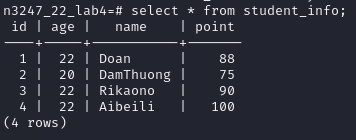 n3247_22_lab4=# select * from student_info;
 id | age |   name    | point
----+-----+-----------+-------
  1 |  22 | Doan      |    88
  2 |  20 | DamThuong |    75
  3 |  22 | Rikaono   |    90
  4 |  22 | Aibeili   |   100
(4 rows)